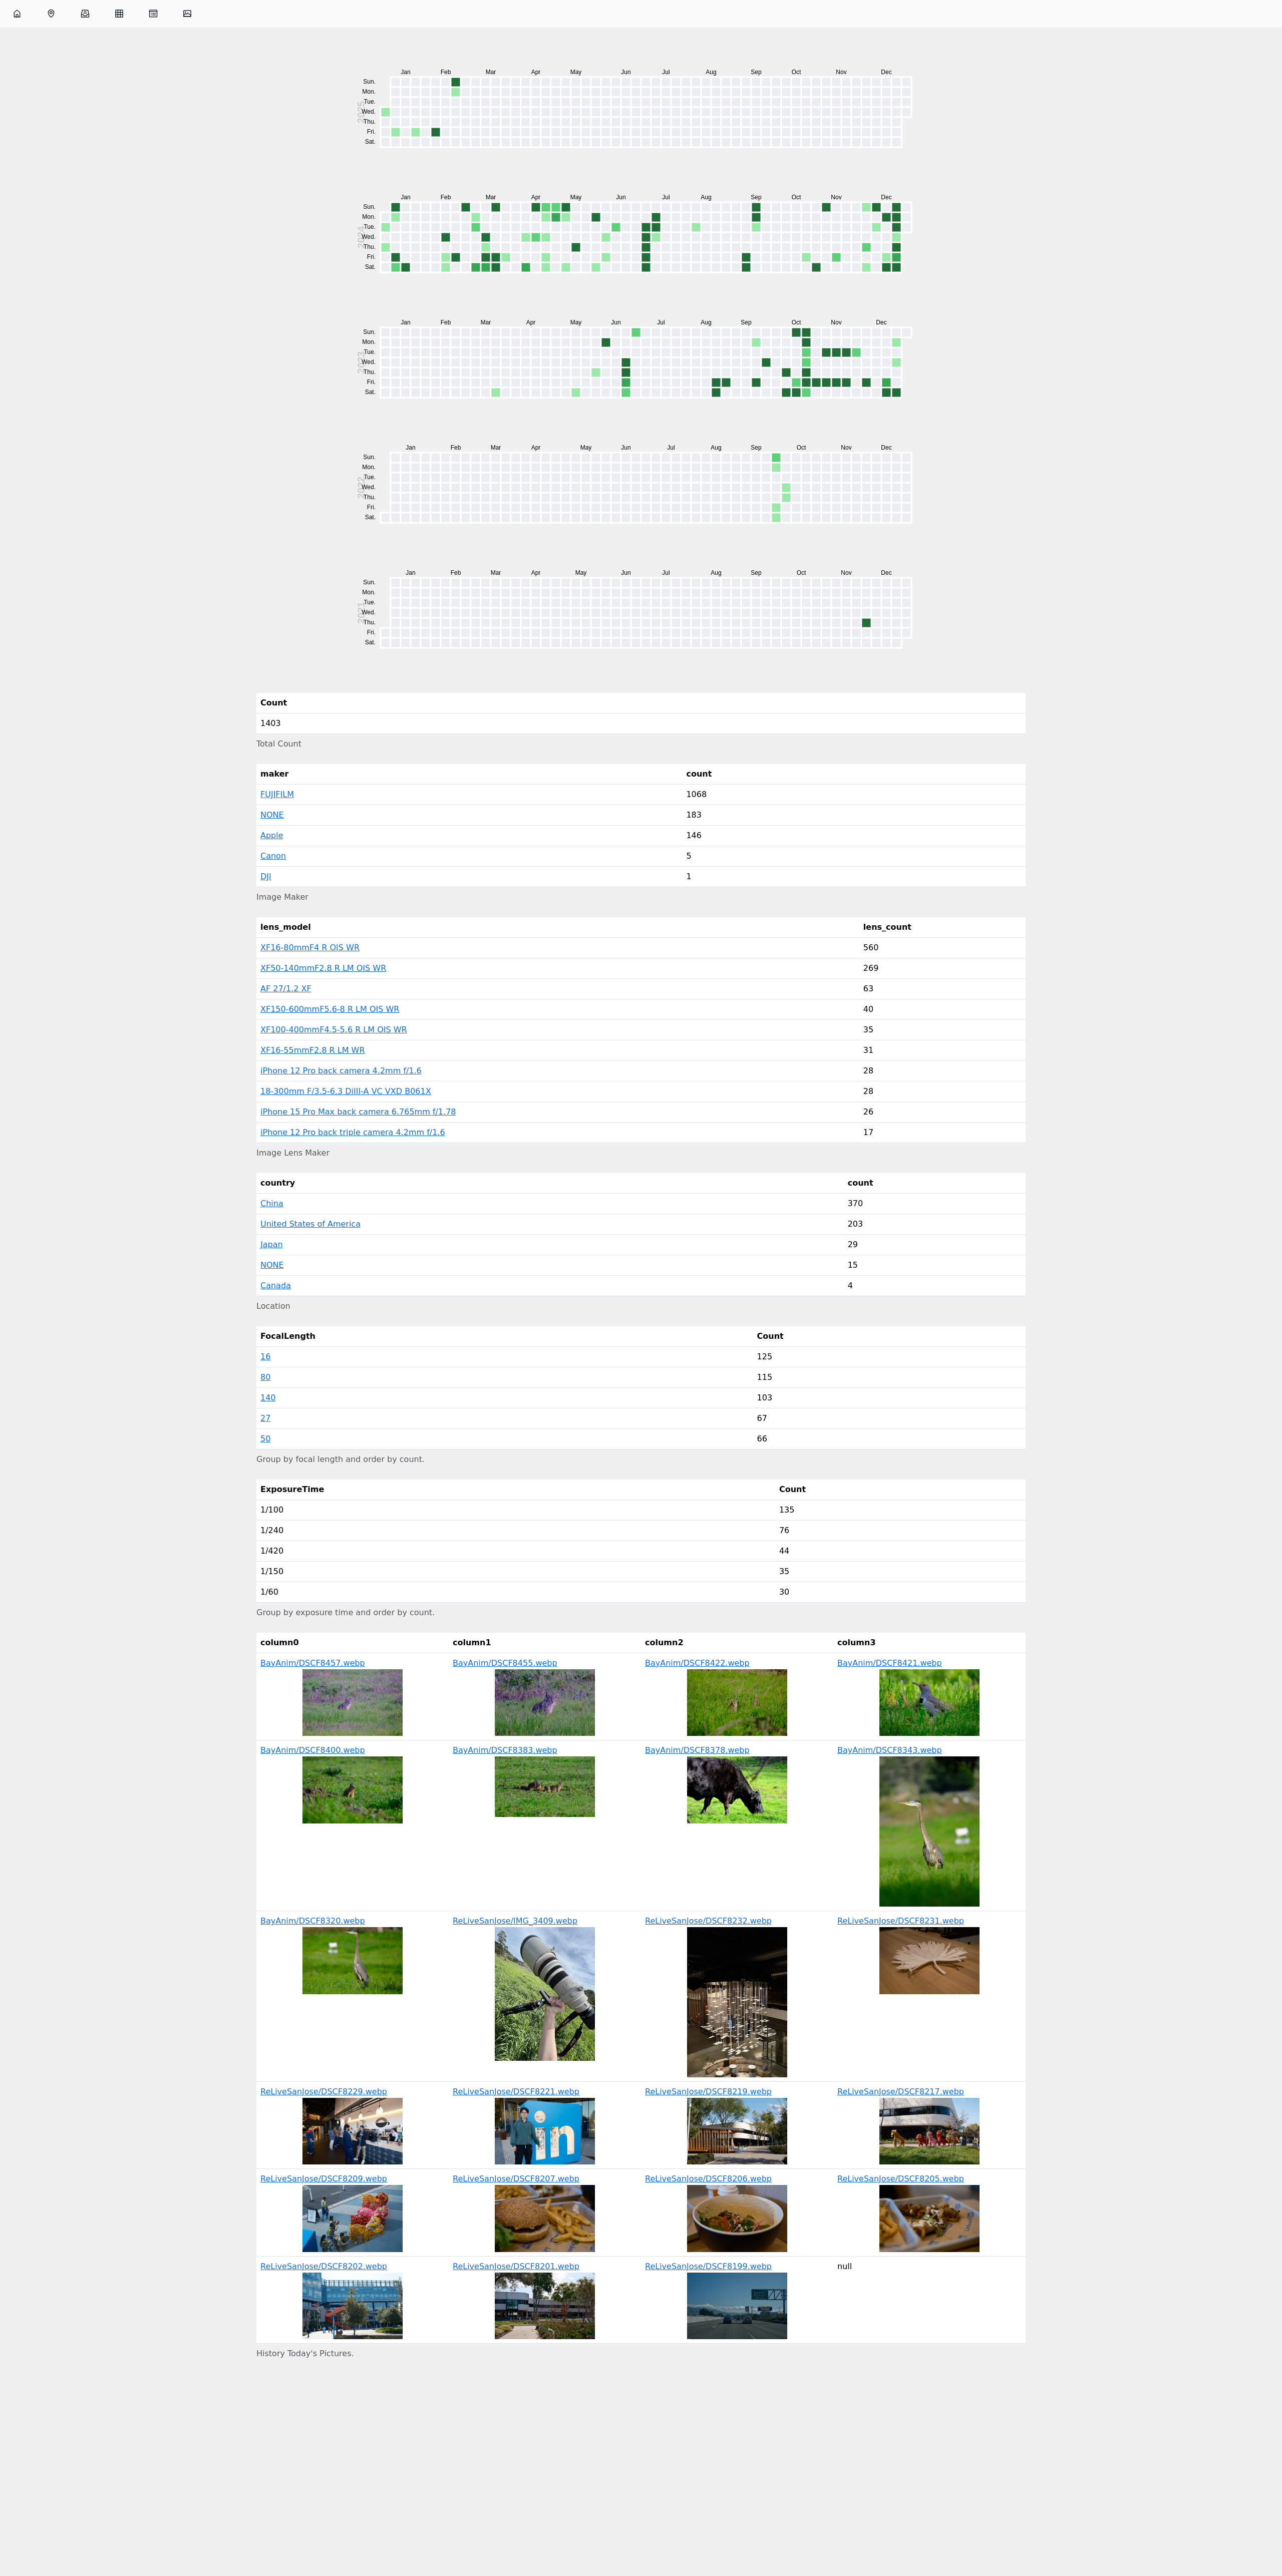 Jan Feb Mar Apr May Jun Jul Aug Sep Oct Nov Dec
Sun.
Mon.
Tue.
Wed.
Thu.
Fri.
Sat.
Jan Feb Mar Apr May Jun Jul Aug Sep Oct Nov Dec
Sun.
Mon.
Tue.
Wed.
Thu.
Fri.
Sat.
Jan Feb Mar Apr May Jun Jul Aug Sep Oct Nov Dec
Sun.
Mon.
Tue.
Wed.
Thu.
Fri.
Sat.
Jan Feb Mar Apr May Jun Jul Aug Sep Oct Nov Dec
Sun.
Mon.
Tue.
Wed.
Thu.
Fri.
Sat.
Jan Feb Mar Apr May Jun Jul Aug Sep Oct Nov Dec
Sun.
Mon.
Tue.
Wed.
Thu.
Fri.
Sat.
Count
1403
Total Count
maker count
FUJIFILM 1068
NONE 183
Apple 146
Canon 5
DJI 1
Image Maker
lens_model lens_count
XF16-80mmF4 R OIS WR 560
XF50-140mmF2.8 R LM OIS WR 269
AF 27/1.2 XF 63
XF150-600mmF5.6-8 R LM OIS WR 40
XF100-400mmF4.5-5.6 R LM OIS WR 35
XF16-55mmF2.8 R LM WR 31
iPhone 12 Pro back camera 4.2mm f/1.6 28
18-300mm F/3.5-6.3 DiIII-A VC VXD B061X 28
iPhone 15 Pro Max back camera 6.765mm f/1.78 26
iPhone 12 Pro back triple camera 4.2mm f/1.6 17
Image Lens Maker
country count
China 370
United States of America 203
Japan 29
NONE 15
Canada 4
Location
FocalLength Count
16 125
80 115
140 103
27 67
50 66
Group by focal length and order by count.
ExposureTime Count
1/100 135
1/240 76
1/420 44
1/150 35
1/60 30
Group by exposure time and order by count.
column0 column1 column2 column3
BayAnim/DSCF8457.webp BayAnim/DSCF8455.webp BayAnim/DSCF8422.webp BayAnim/DSCF8421.webp
BayAnim/DSCF8400.webp BayAnim/DSCF8383.webp BayAnim/DSCF8378.webp BayAnim/DSCF8343.webp
BayAnim/DSCF8320.webp ReLiveSanJose/IMG_3409.webp ReLiveSanJose/DSCF8232.webp ReLiveSanJose/DSCF8231.webp
ReLiveSanJose/DSCF8229.webp ReLiveSanJose/DSCF8221.webp ReLiveSanJose/DSCF8219.webp ReLiveSanJose/DSCF8217.webp
in
ReLiveSanJose/DSCF8209.webp ReLiveSanJose/DSCF8207.webp ReLiveSanJose/DSCF8206.webp ReLiveSanJose/DSCF8205.webp
ReLiveSanJose/DSCF8202.webp ReLiveSanJose/DSCF8201.webp ReLiveSanJose/DSCF8199.webp null
History Today's Pictures.